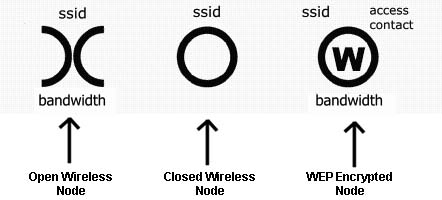 ssid
bandwidth
Open Wireless
Node
ssid
Closed Wireless
Node
ssid
access
contact
W
bandwidth
WEP Encrypted
Node